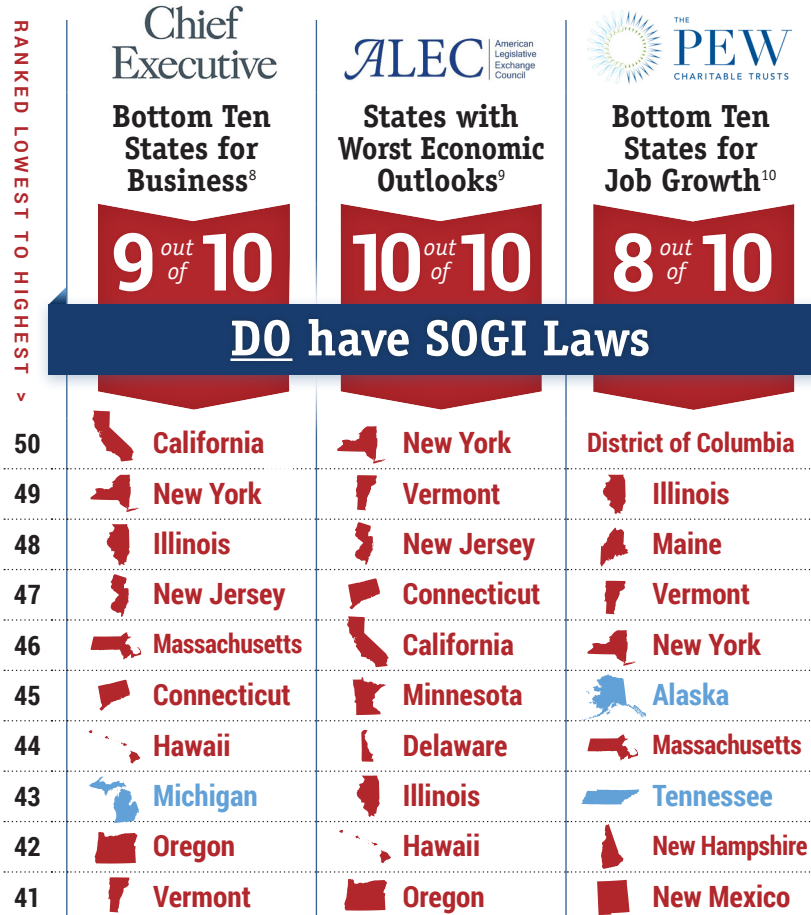 RANKED LOWEST TO HIGHEST >
Chief
Executive
Bottom Ten
States for
Business8
9 out of 10
ALEC
American
Legislative
Exchange
Council
States with
Worst Economic
Outlooks9
10 out of 10
THE
PEW
CHARITABLE TRUSTS
Bottom Ten
States for
Job Growth10
8 out of 10
DO have SOGI Laws
50 California New York District of Columbia
49 New York Vermont Illinois
48 Illinois New Jersey Maine
47 New Jersey Connecticut Vermont
46 Massachusetts California New York
45 Connecticut Minnesota Alaska
44 Hawaii Delaware Massachusetts
43 Michigan Illinois Tennessee
42 Oregon Hawaii New Hampshire
41 Vermont Oregon New Mexico